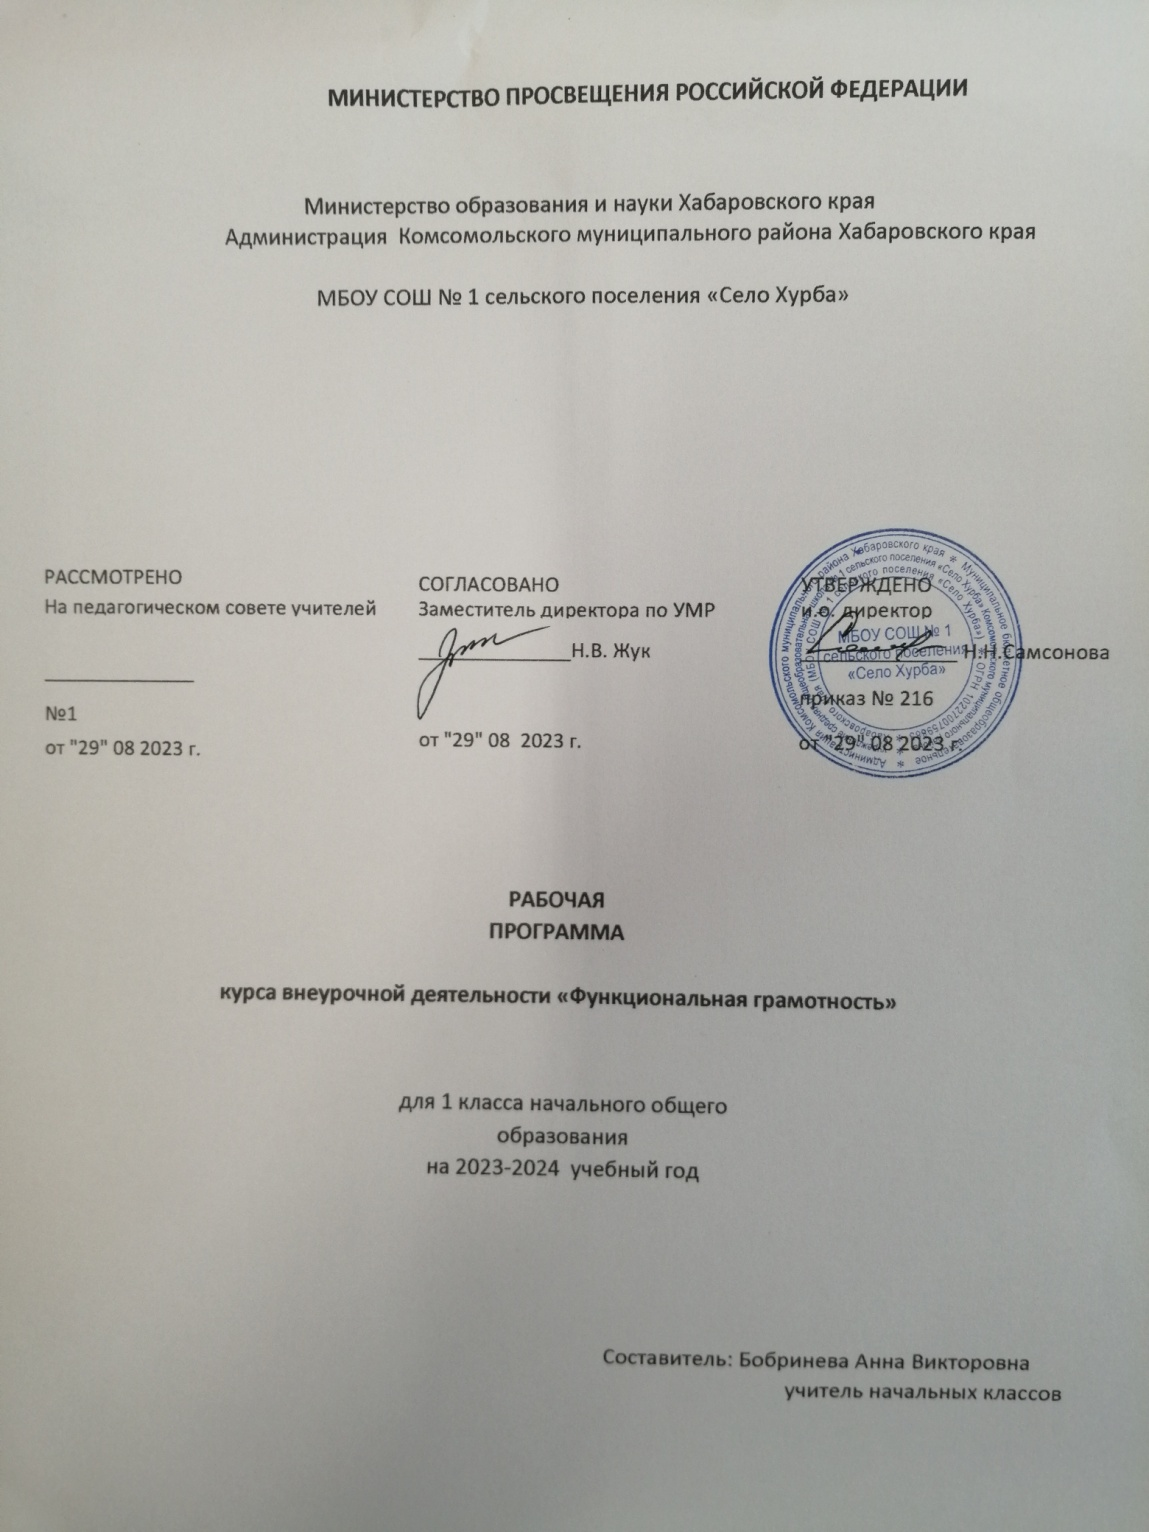 МИНИСТЕРСТВО ПРОСВЕЩЕНИЯ РОССИЙСКОЙ ФЕДЕРАЦИИ
Министерство образования и науки Хабаровского края
Администрация Комсомольского муниципального района Хабаровского края
МБОУ СОШ № 1 сельского поселения «Село Хурба»
РАССМОТРЕНО
На педагогическом совете учителей
№1
от "29" 08 2023 г.
СОГЛАСОВАНО
Заместитель директора по УМР
Н.В. Жук
от "29" 08 2023 г.
УТВЕРЖДЕНО
и.о. директор
Н.Н.Самсонова
приказ № 216
от "29" 08 2023 г.
МБОУ СОШ № 1
сельского поселения
«Село Хурба»
РАБОЧАЯ
ПРОГРАММА
курса внеурочной деятельности «Функциональная грамотность»
для 1 класса начального общего
образования
на 2023-2024 учебный год
Составитель: Бобринева Анна Викторовна
учитель начальных классов